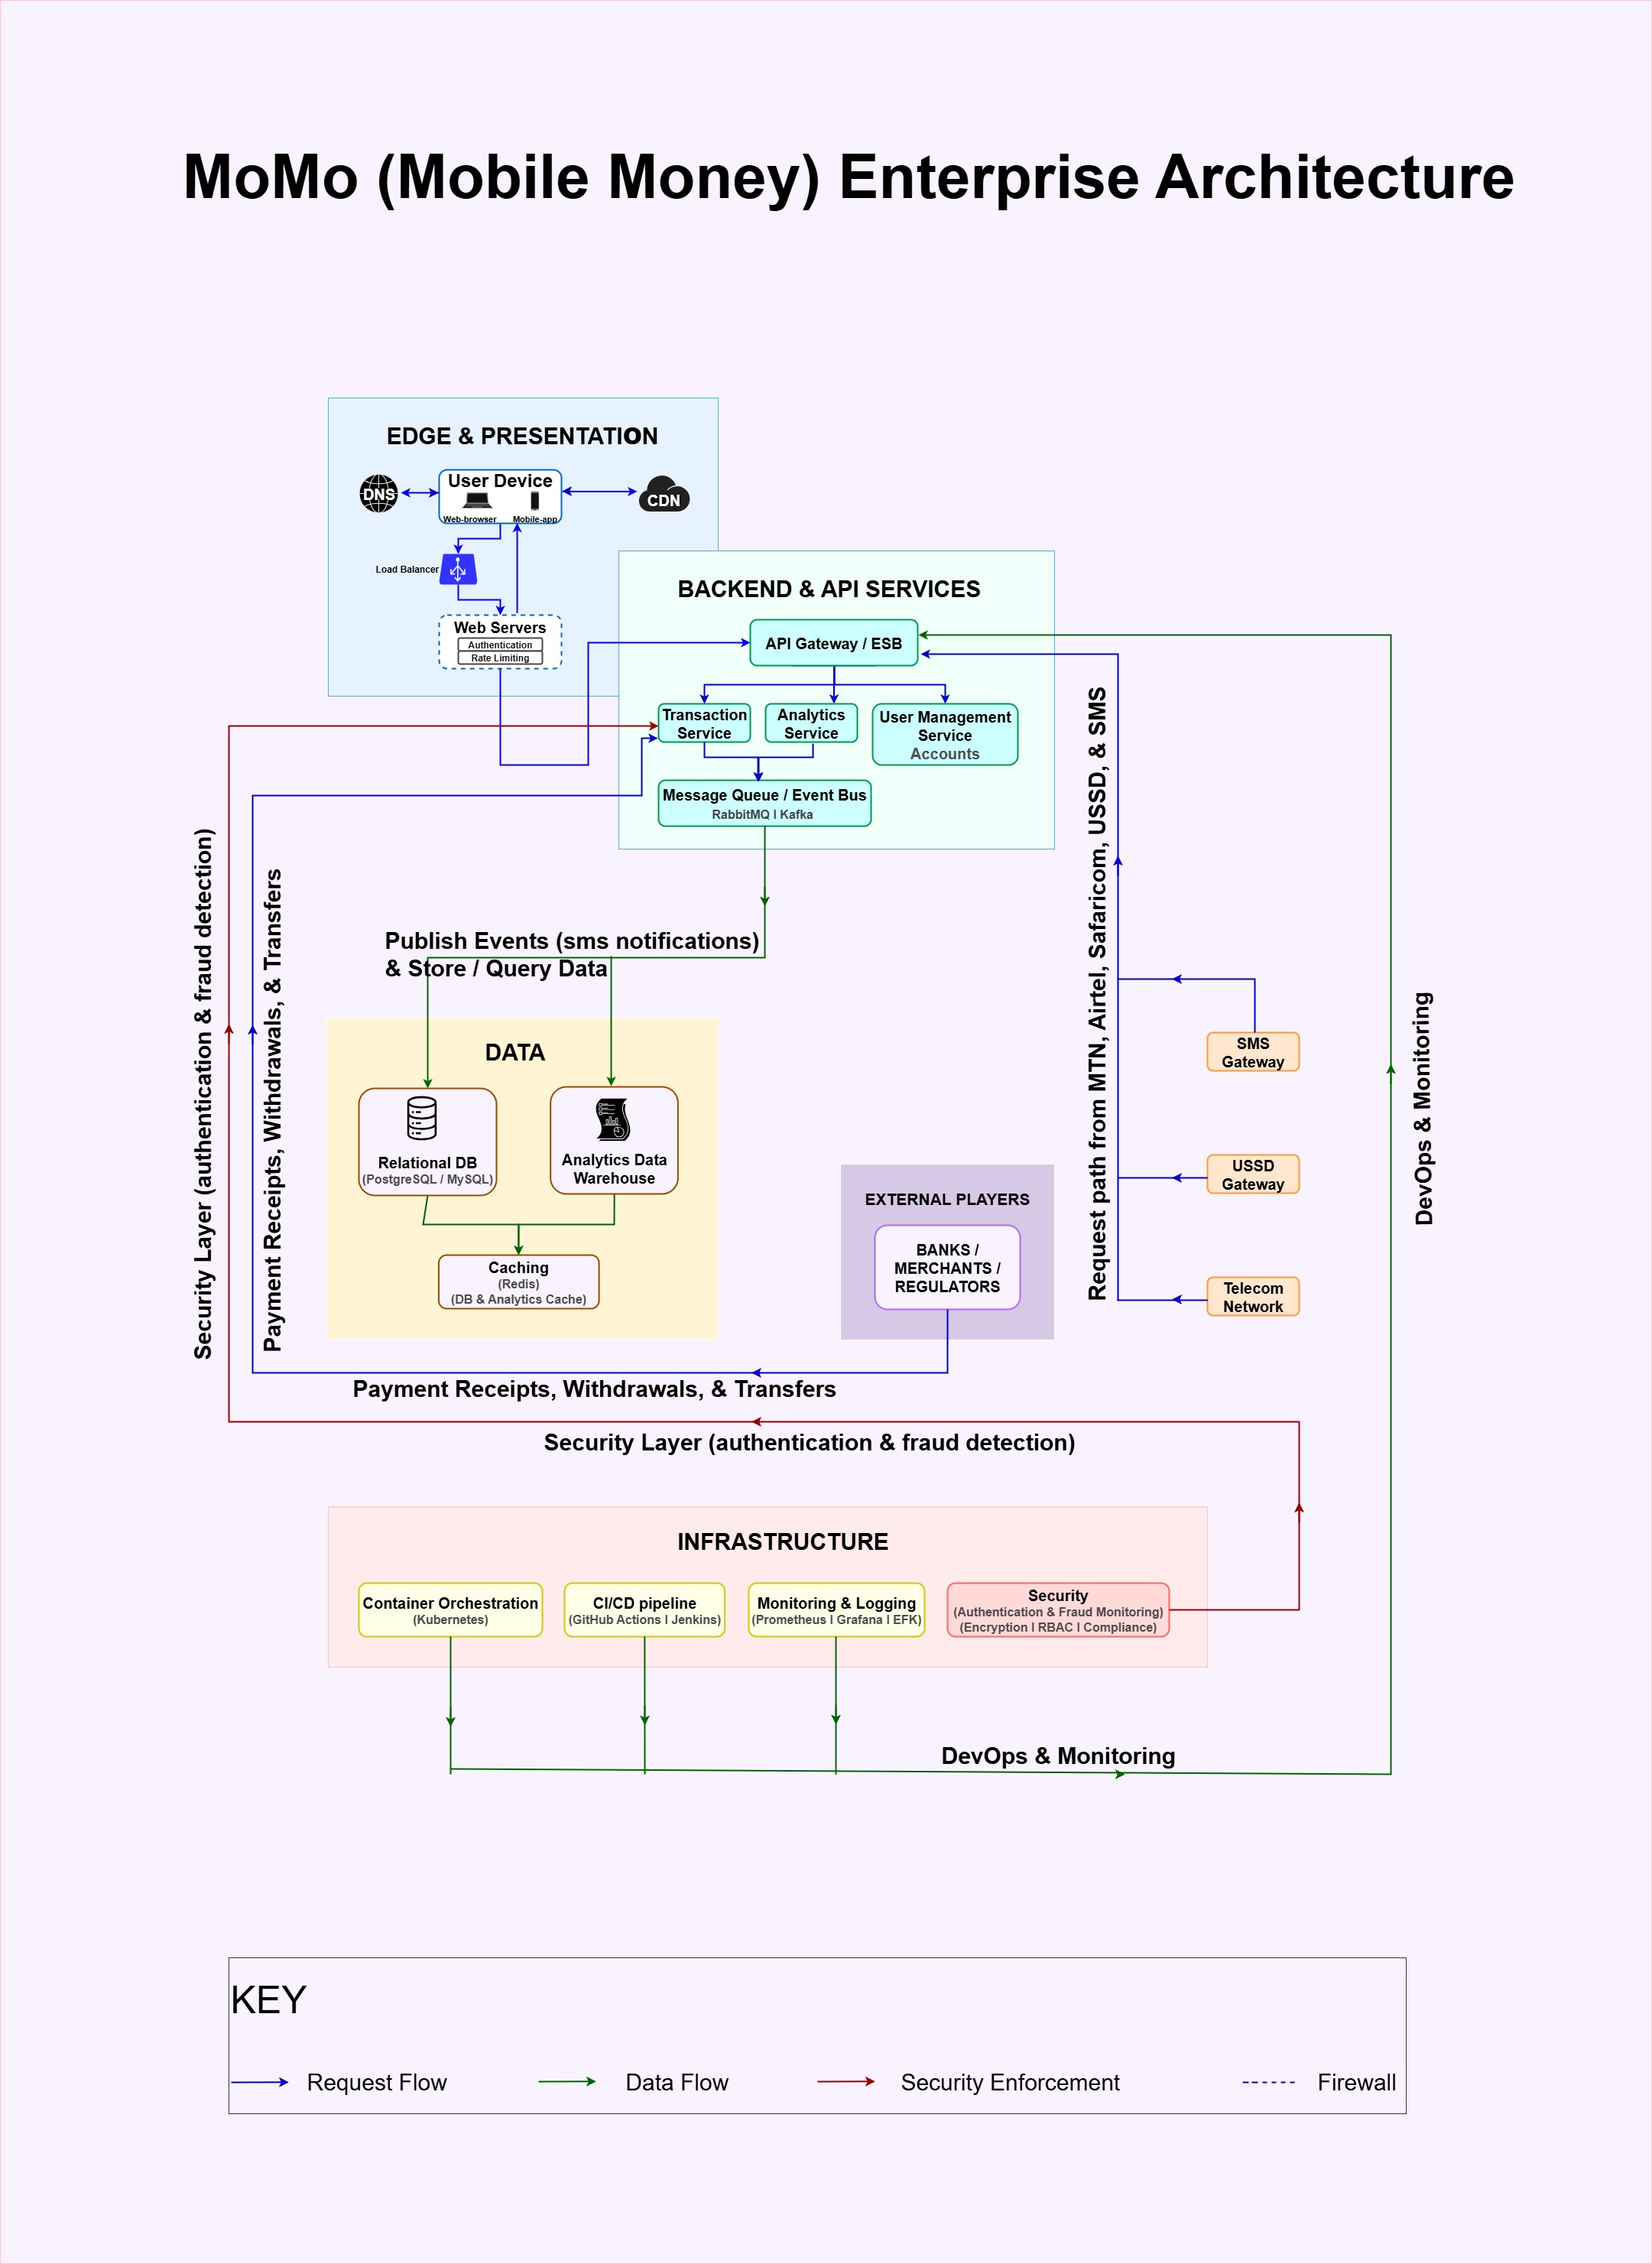 MoMo (Mobile Money) Enterprise Architecture
EDGE & PRESENTATION
DNS
User Device
Web-browser
Mobile-app
CDN
Load Balancer
Web Servers
Authentication
Rate Limiting
BACKEND & API SERVICES
API Gateway / ESB
Transaction
Service
Analytics
Service
User Management
Service
Accounts
Message Queue / Event Bus
RabbitMQ I Kafka
Security Layer (authentication & fraud detection)
Payment Receipts, Withdrawals, & Transfers
Publish Events (sms notifications)
& Store / Query Data
DATA
Relational DB
(PostgreSQL / MySQL)
Analytics Data
Warehouse
Caching
(Redis)
(DB & Analytics Cache)
EXTERNAL PLAYERS
BANKS /
MERCHANTS /
REGULATORS
Request path from MTN, Airtel, Safaricom, USSD, & SMS
SMS
Gateway
USSD
Gateway
Telecom
Network
DevOps & Monitoring
Payment Receipts, Withdrawals, & Transfers
Security Layer (authentication & fraud detection)
INFRASTRUCTURE
Container Orchestration
(Kubernetes)
CI/CD pipeline
(GitHub Actions I Jenkins)
Monitoring & Logging
(Prometheus I Grafana I EFK)
Security
(Authentication & Fraud Monitoring)
(Encryption I RBAC I Compliance)
DevOps & Monitoring
KEY
Request Flow
Data Flow
Security Enforcement
Firewall